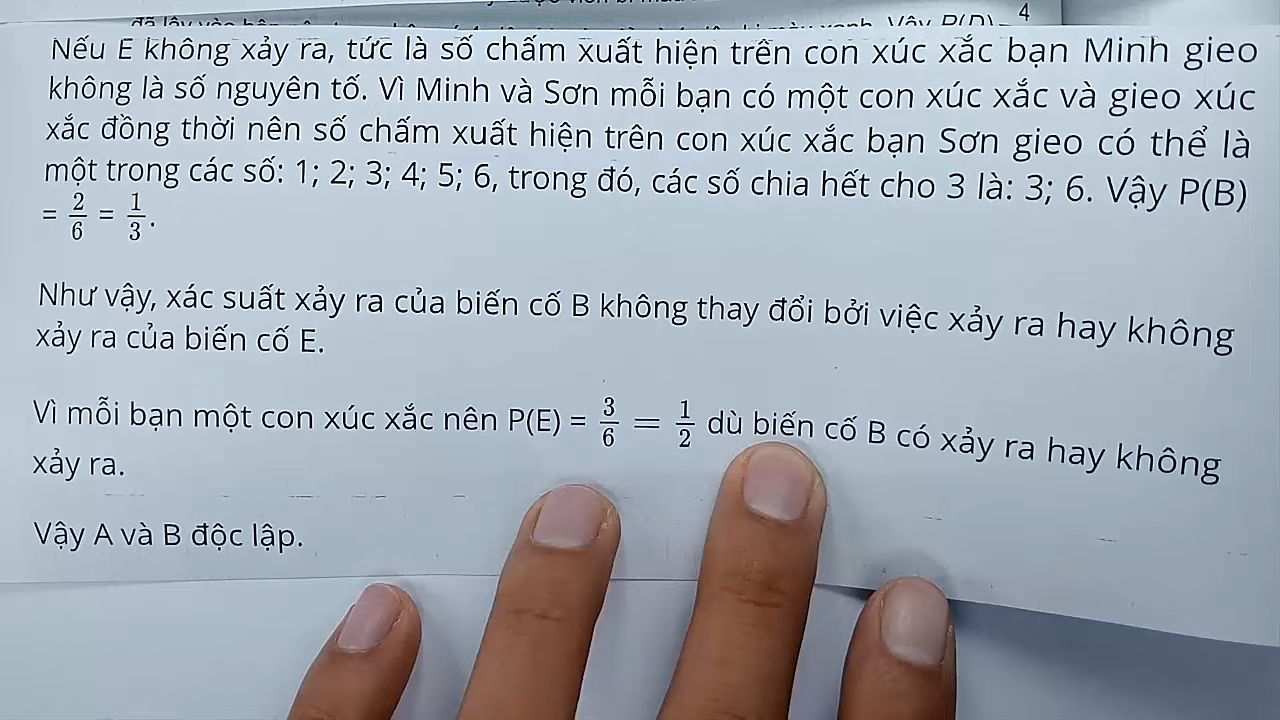 Vậy P(D) = 4
Nếu E không xảy ra, tức là số chấm xuất hiện trên con xúc xắc bạn Minh gieo
không là số nguyên tố. Vì Minh và Sơn mỗi bạn có một con xúc xắc và gieo xúc
xắc đồng thời nên số chấm xuất hiện trên con xúc xắc bạn Sơn gieo có thể là
một trong các số: 1; 2; 3; 4; 5; 6, trong đó, các số chia hết cho 3 là: 3; 6. Vậy P(B)
= 2/6 = 1/3.
Như vậy, xác suất xảy ra của biến cố B không thay đổi bởi việc xảy ra hay không
xảy ra của biến cố E.
Vì mỗi bạn một con xúc xắc nên P(E) = 3/6 = 1/2 dù biến cố B có xảy ra hay không
xảy ra.
Vậy A và B độc lập.